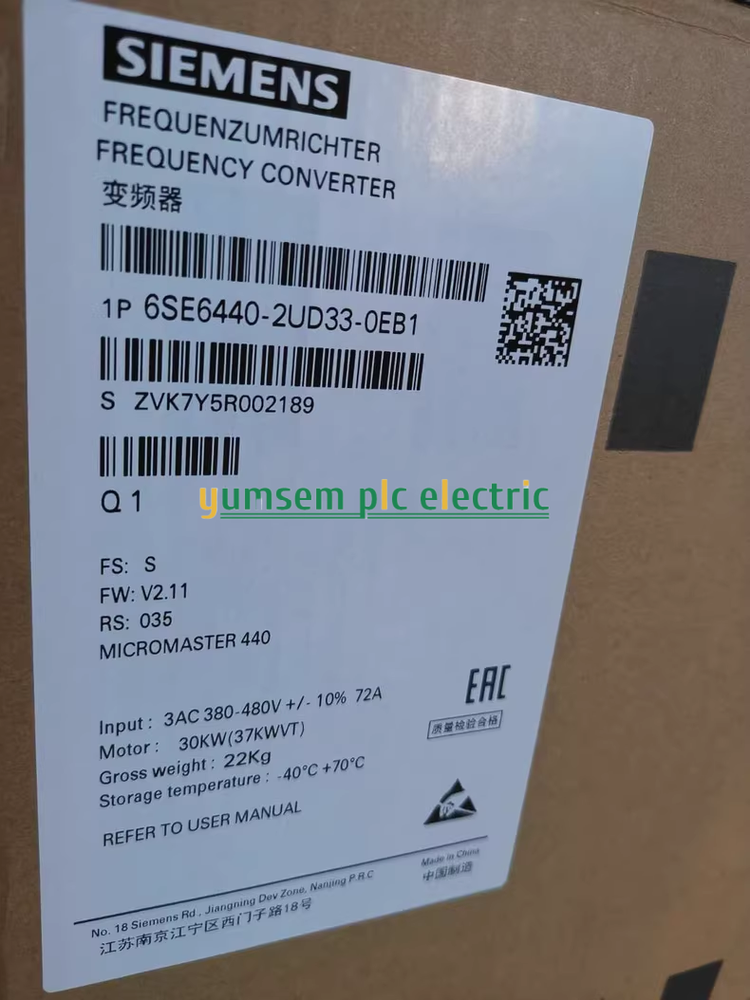 SIEMENS
FREQUENZUMRICHTER
FREQUENCY CONVERTER
变频器
1P 6SE6440-2UD33-0EB1
S ZVK7Y5R002189
Q 1
yumsem plc electric
FS: S
FW: V2.11
RS: 035
MICROMASTER 440
EAC
Input : 3AC 380-480V +/- 10% 72A
质量检验合格
Motor : 30KW(37KWVT)
Gross weight : 22Kg
Storage temperature : -40°C +70°C
REFER TO USER MANUAL
Made in China
中国制造
No. 18 Siemens Rd., Jiangning Dev Zone, Nanjing P.R.C
江苏南京江宁区西门子路18号